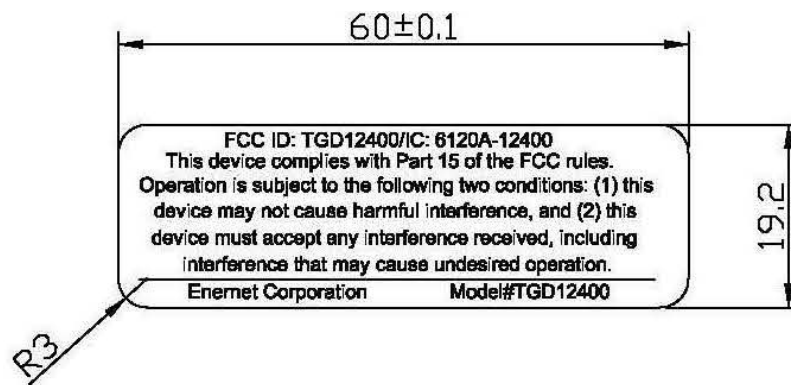 60±0.1
FCC ID: TGD12400/IC: 6120A-12400
This device complies with Part 15 of the FCC rules.
Operation is subject to the following two conditions: (1) this
device may not cause harmful interference, and (2) this
device must accept any interference received, including
interference that may cause undesired operation.
Enernet Corporation Model#TGD12400
19.2
R3